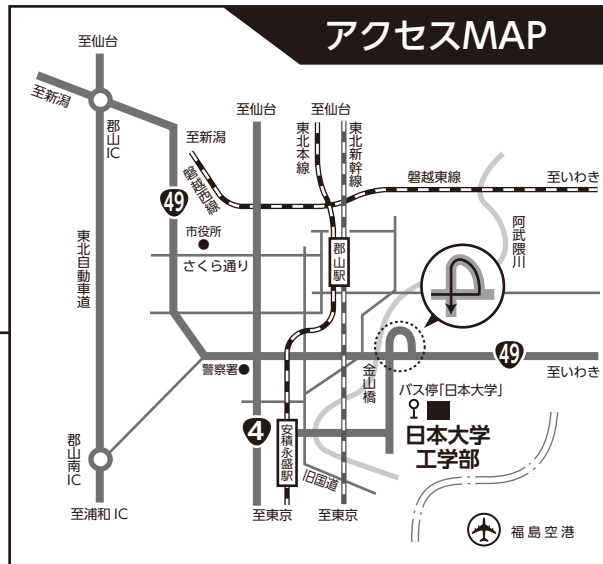 アクセスMAP
至仙台
至新潟
郡山IC
東北自動車道
郡山南IC
至浦和IC
49
市役所
さくら通り
警察署
至新潟
磐越西線
至仙台
東北本線
至仙台
東北新幹線
磐越東線
至いわき
阿武隈川
郡山駅
金山橋
49
至いわき
バス停「日本大学」
日本大学
工学部
4
安積永盛駅
旧国道
至東京
至東京
福島空港